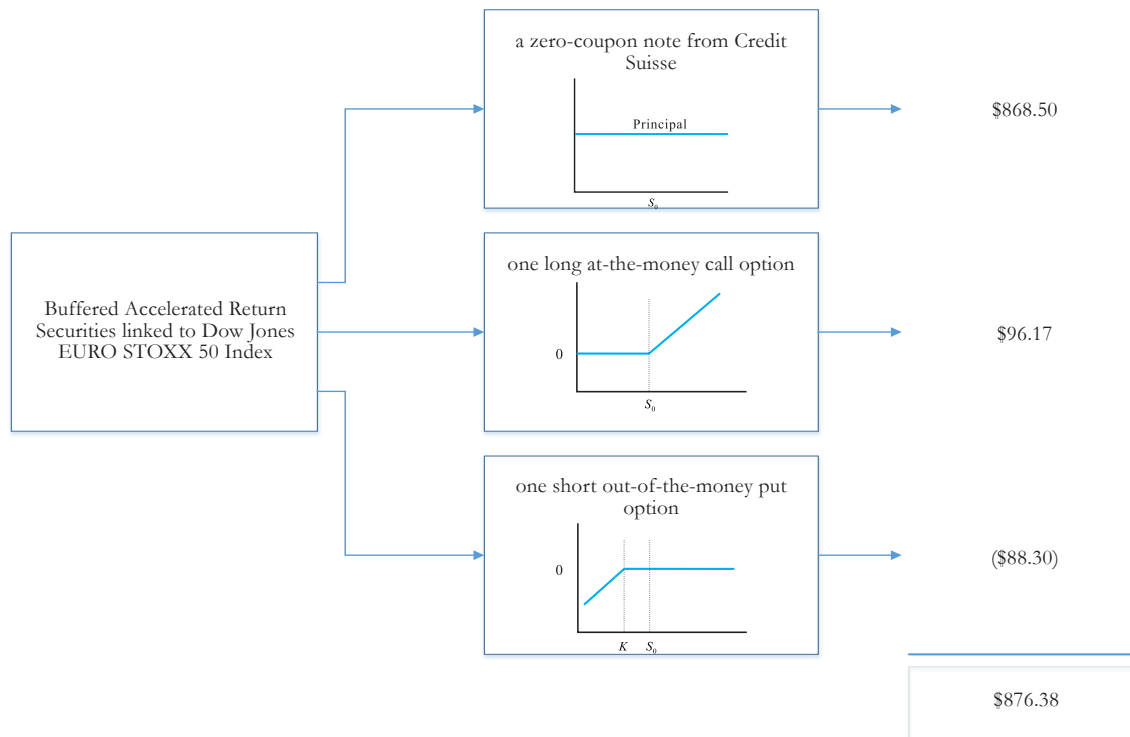 a zero-coupon note from Credit
Suisse
Principal
S₀
$868.50
Buffered Accelerated Return
Securities linked to Dow Jones
EURO STOXX 50 Index
one long at-the-money call option
0
S₀
$96.17
one short out-of-the-money put
option
0
K S₀
($88.30)
$876.38